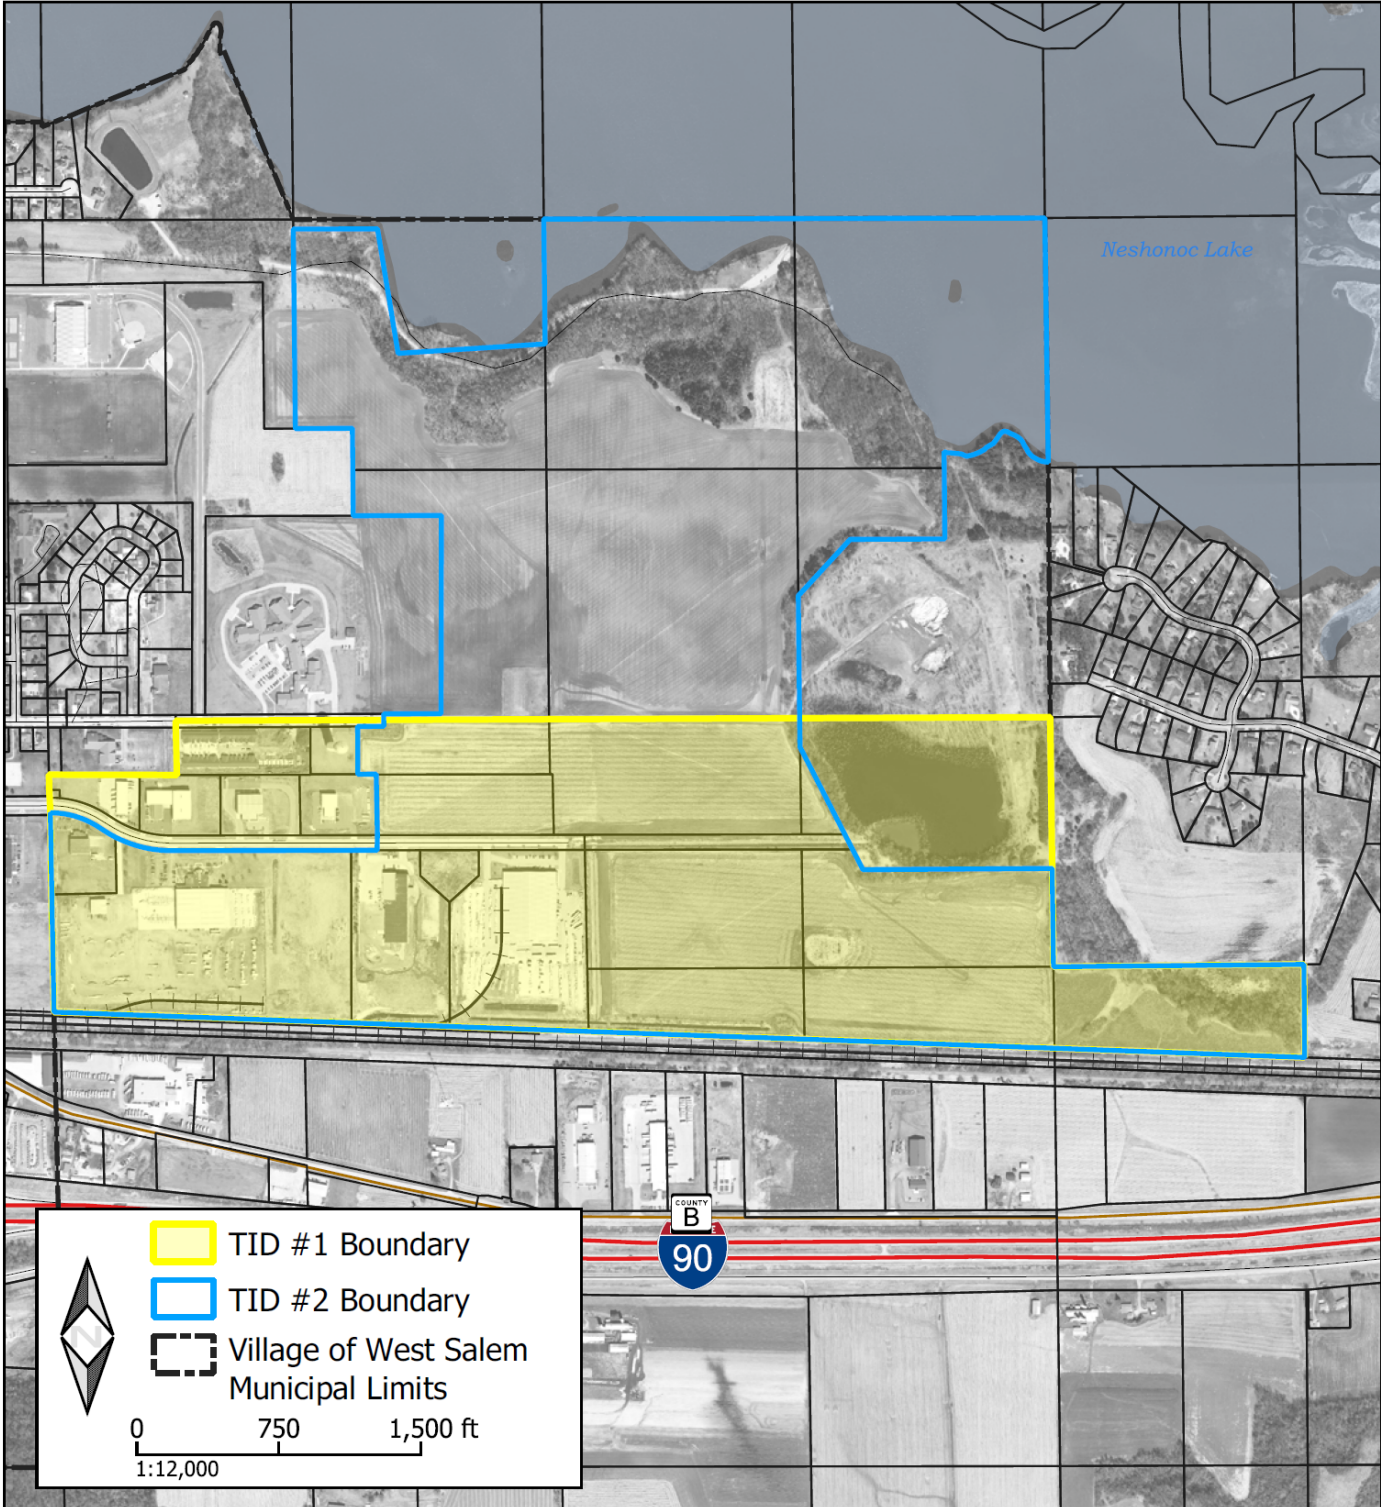 Neshonoc Lake
COUNTY
B
90
TID #1 Boundary
TID #2 Boundary
Village of West Salem
Municipal Limits
N
0 750 1,500 ft
1:12,000